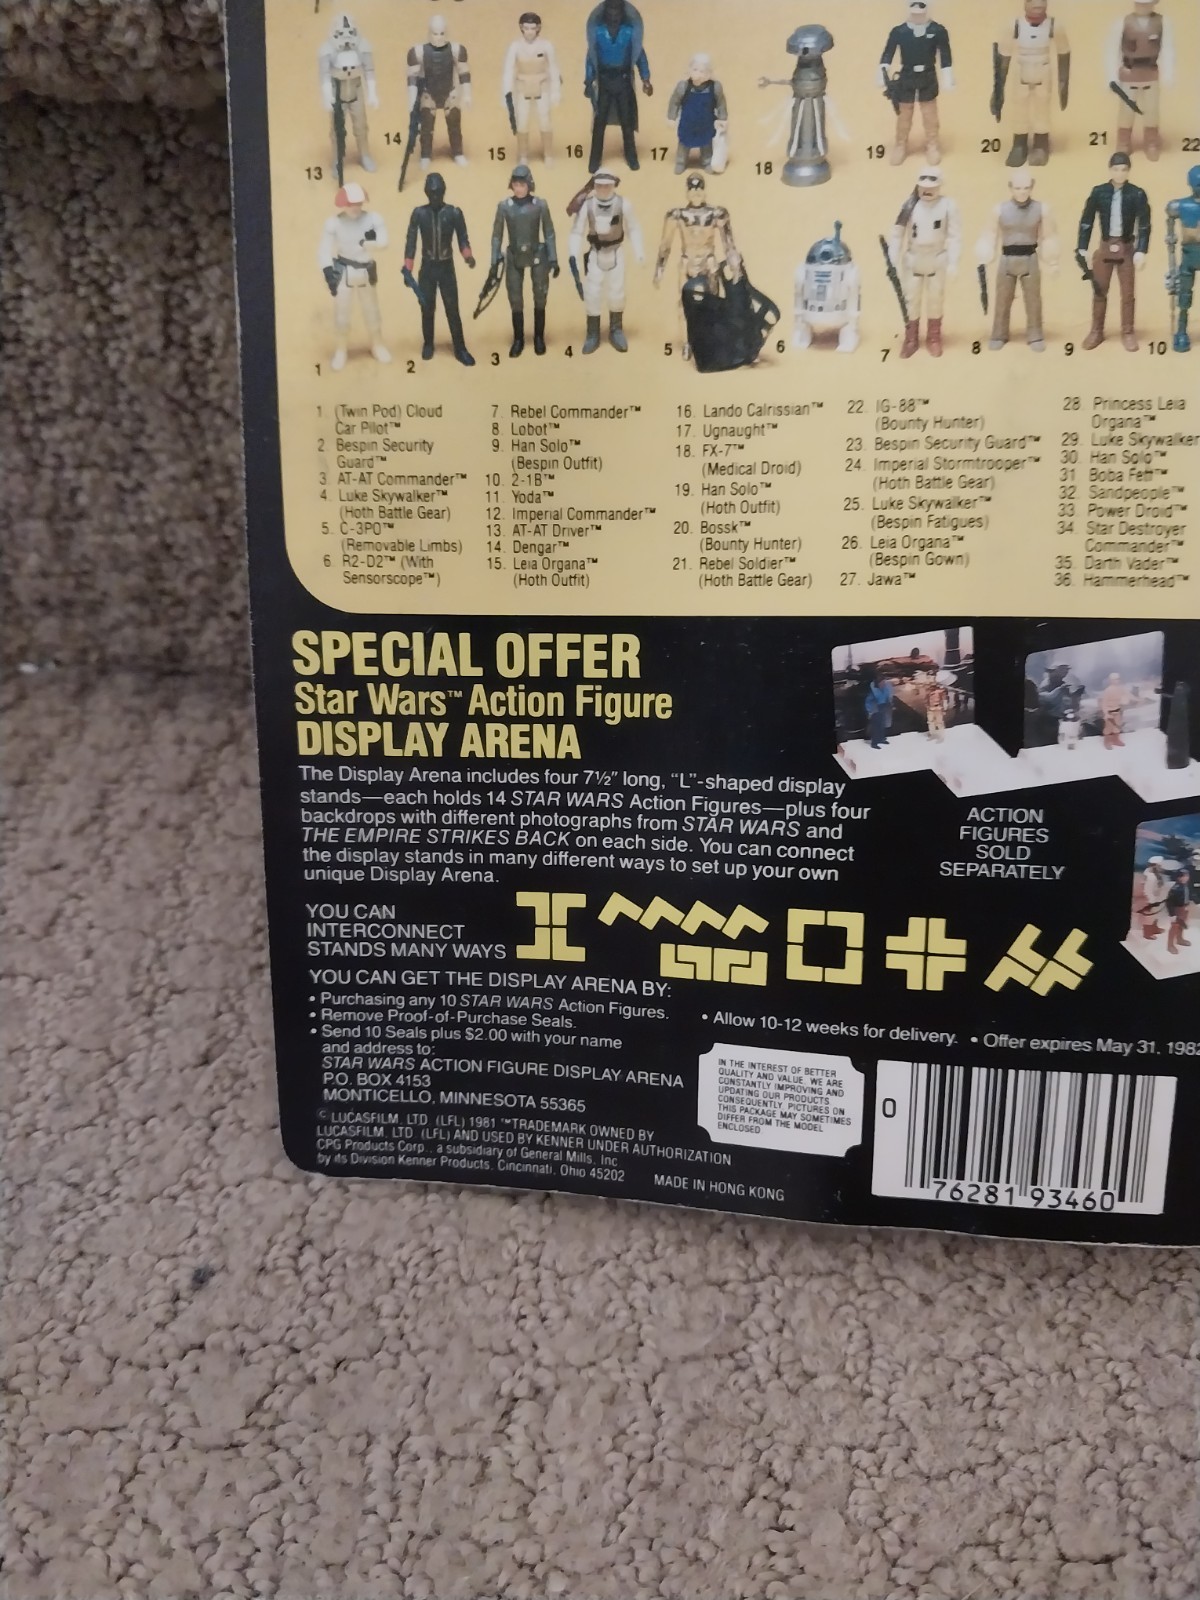 13
14
15
16
17
18
19
20
21
22
1
2
3
4
5
6
7
8
9
10
1. (Twin Pod) Cloud
Car Pilot™
2. Bespin Security
Guard™
3. AT-AT Commander™
4. Luke Skywalker™
(Hoth Battle Gear)
5. C-3PO™
(Removable Limbs)
6. R2-D2™ (With
Sensorscope™)
7. Rebel Commander™
8. Lobot™
9. Han Solo™
(Bespin Outfit)
10. 2-1B™
11. Yoda™
12. Imperial Commander™
13. AT-AT Driver™
14. Dengar™
15. Leia Organa™
(Hoth Outfit)
16. Lando Calrissian™
17. Ugnaught™
18. FX-7™
(Medical Droid)
19. Han Solo™
(Hoth Outfit)
20. Bossk™
(Bounty Hunter)
21. Rebel Soldier™
(Hoth Battle Gear)
22. IG-88™
(Bounty Hunter)
23. Bespin Security Guard™
24. Imperial Stormtrooper™
(Hoth Battle Gear)
25. Luke Skywalker™
(Bespin Fatigues)
26. Leia Organa™
(Bespin Gown)
27. Jawa™
28. Princess Leia
Organa™
29. Luke Skywalker
30. Han Solo™
31. Boba Fett™
32. Sandpeople™
33. Power Droid™
34. Star Destroyer
Commander™
35. Darth Vader™
36. Hammerhead™
SPECIAL OFFER
Star Wars™ Action Figure
DISPLAY ARENA
The Display Arena includes four 7½" long, "L"-shaped display
stands—each holds 14 STAR WARS Action Figures—plus four
backdrops with different photographs from STAR WARS and
THE EMPIRE STRIKES BACK on each side. You can connect
the display stands in many different ways to set up your own
unique Display Arena.
ACTION
FIGURES
SOLD
SEPARATELY
YOU CAN
INTERCONNECT
STANDS MANY WAYS
YOU CAN GET THE DISPLAY ARENA BY:
• Purchasing any 10 STAR WARS Action Figures.
• Remove Proof-of-Purchase Seals.
• Send 10 Seals plus $2.00 with your name
and address to:
STAR WARS ACTION FIGURE DISPLAY ARENA
P.O. BOX 4153
MONTICELLO, MINNESOTA 55365
• Allow 10-12 weeks for delivery. • Offer expires May 31, 1982
© LUCASFILM, LTD. (LFL) 1981 ™TRADEMARK OWNED BY
LUCASFILM, LTD. (LFL) AND USED BY KENNER UNDER AUTHORIZATION
CPG Products Corp., a subsidiary of General Mills, Inc.
by its Division Kenner Products, Cincinnati, Ohio 45202
MADE IN HONG KONG
IN THE INTEREST OF BETTER
QUALITY AND VALUE, WE ARE
CONSTANTLY IMPROVING AND
UPDATING OUR PRODUCTS.
CONSEQUENTLY, PICTURES ON
THIS PACKAGE MAY SOMETIMES
DIFFER FROM THE MODEL
ENCLOSED
0 76281 93460